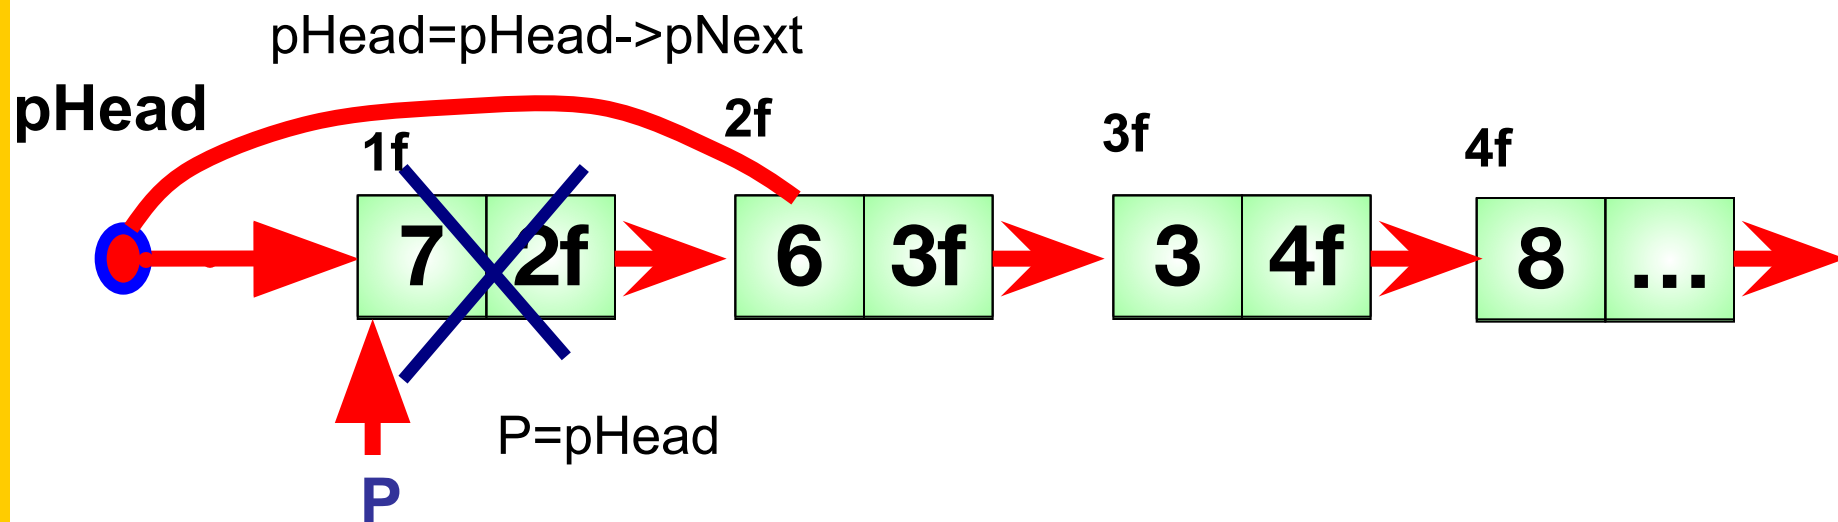 pHead=pHead->pNext
pHead
1f
2f
3f
4f
7 2f
6 3f
3 4f
8 ...
P=pHead
P